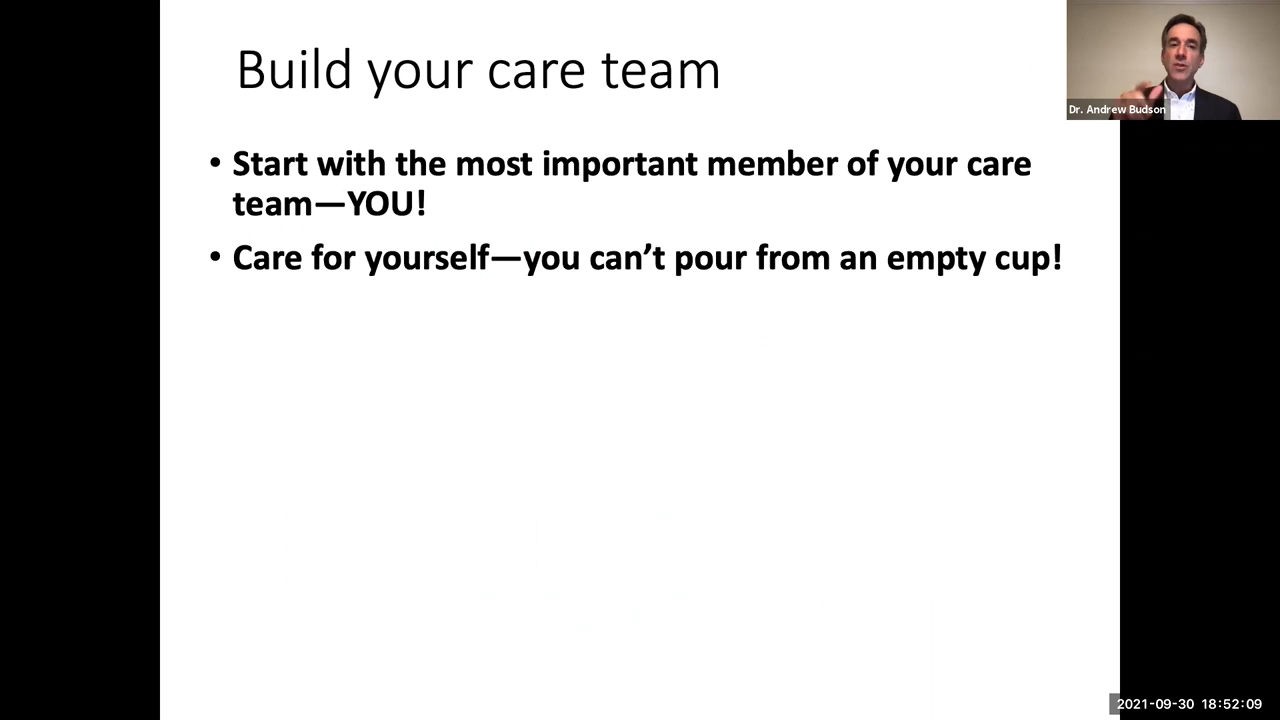 Build your care team
Dr. Andrew Budson
• Start with the most important member of your care
team—YOU!
• Care for yourself—you can’t pour from an empty cup!
2021-09-30 18:52:09